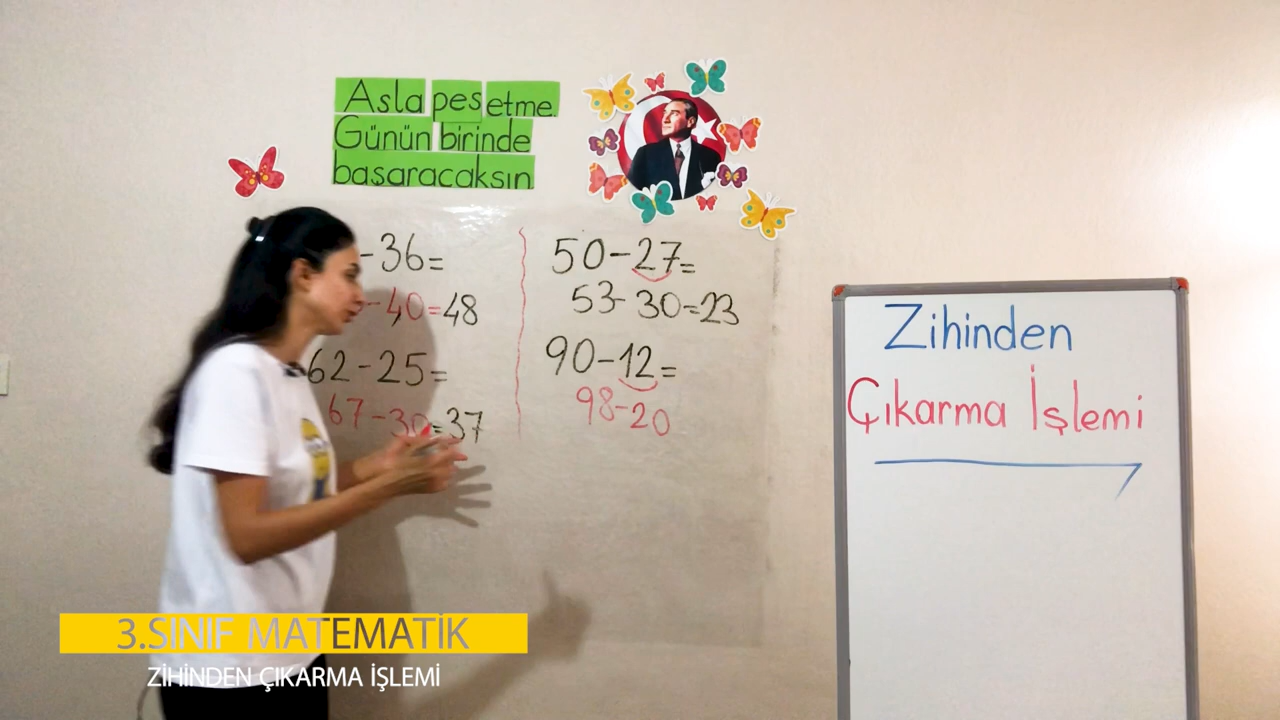 Asla pes etme.
Günün birinde
başaracaksın
-36=
-40=48
62-25=
67-30=37
50-27=
53-30=23
90-12=
98-20
Zihinden
Çıkarma İşlemi
3.SINIF MATEMATİK
ZİHİNDEN ÇIKARMA İŞLEMİ